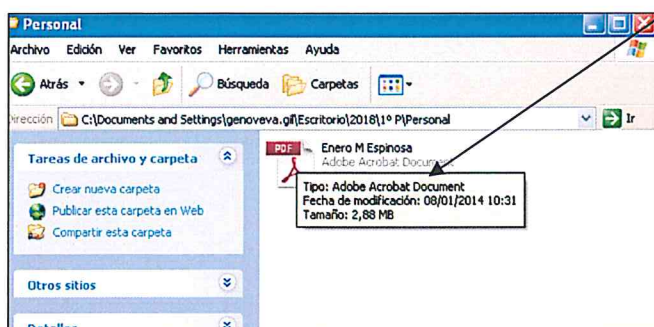 Personal
Archivo Edición Ver Favoritos Herramientas Ayuda
Atrás Búsqueda Carpetas
Dirección C:\Documents and Settings\genoveva.gil\Escritorio\2018\1º P\Personal Ir
Tareas de archivo y carpeta
Crear nueva carpeta
Publicar esta carpeta en Web
Compartir esta carpeta
Otros sitios
Detalles
PDF
Enero M Espinosa
Adobe Acrobat Document
Tipo: Adobe Acrobat Document
Fecha de modificación: 08/01/2014 10:31
Tamaño: 2,88 MB